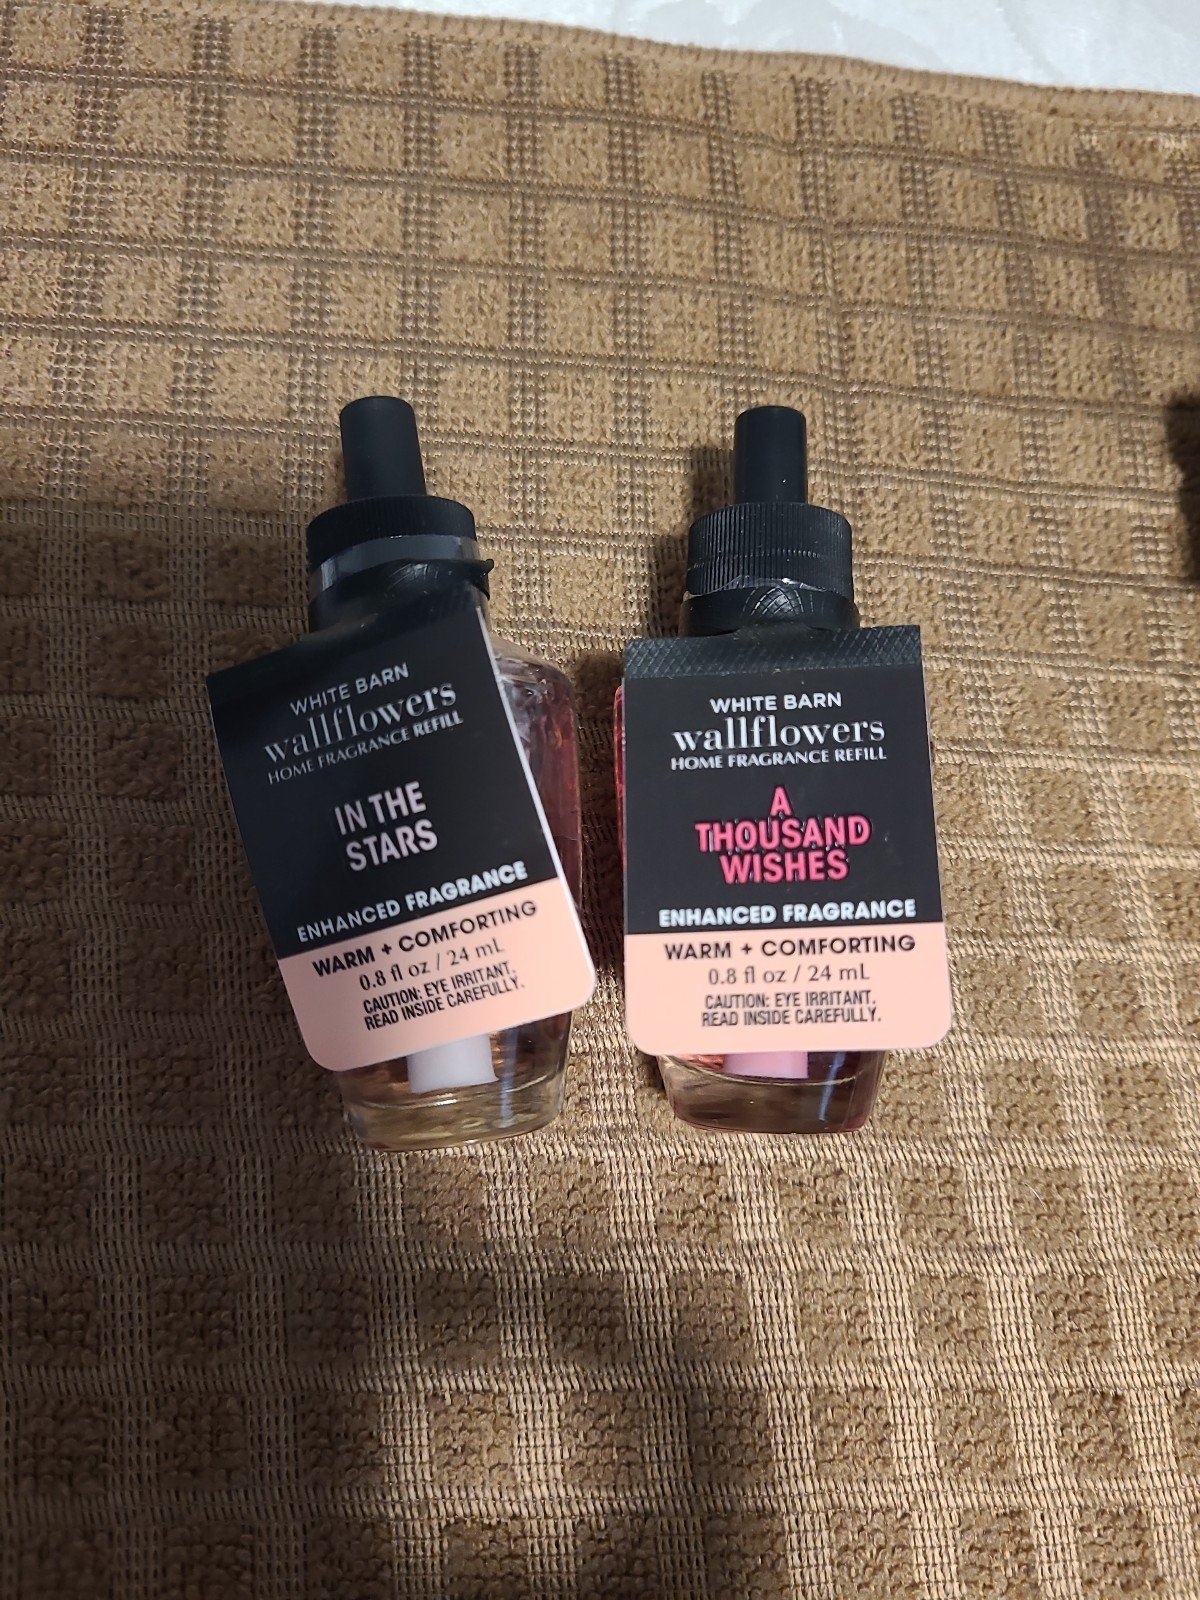 WHITE BARN
wallflowers
HOME FRAGRANCE REFILL
IN THE
STARS
ENHANCED FRAGRANCE
WARM + COMFORTING
0.8 fl oz / 24 mL
CAUTION: EYE IRRITANT.
READ INSIDE CAREFULLY.
WHITE BARN
wallflowers
HOME FRAGRANCE REFILL
A
THOUSAND
WISHES
ENHANCED FRAGRANCE
WARM + COMFORTING
0.8 fl oz / 24 mL
CAUTION: EYE IRRITANT.
READ INSIDE CAREFULLY.